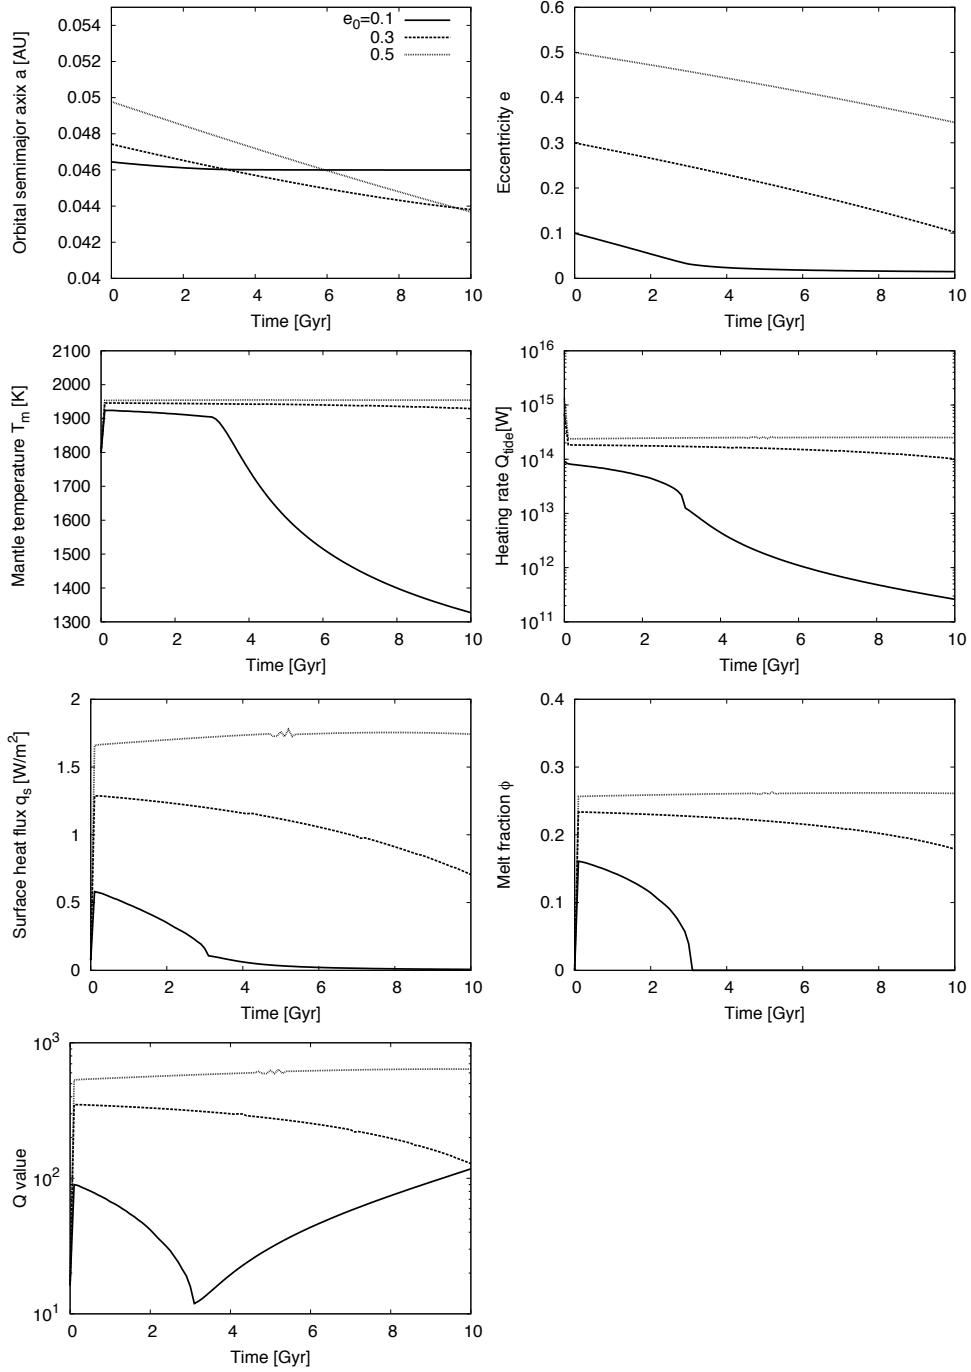 0.054
0.052
0.05
0.048
0.046
0.044
0.042
0.04
Orbital semimajor axis a [AU]
e0=0.1
0.3
0.5
0 2 4 6 8 10
Time [Gyr]
0.6
0.5
0.4
0.3
0.2
0.1
0
Eccentricity e
0 2 4 6 8 10
Time [Gyr]
2100
2000
1900
1800
1700
1600
1500
1400
1300
Mantle temperature Tm [K]
0 2 4 6 8 10
Time [Gyr]
10^16
10^15
10^14
10^13
10^12
10^11
Heating rate Qtide[W]
0 2 4 6 8 10
Time [Gyr]
2
1.5
1
0.5
0
Surface heat flux qs [W/m^2]
0 2 4 6 8 10
Time [Gyr]
0.4
0.3
0.2
0.1
0
Melt fraction ϕ
0 2 4 6 8 10
Time [Gyr]
10^3
10^2
10^1
Q value
0 2 4 6 8 10
Time [Gyr]